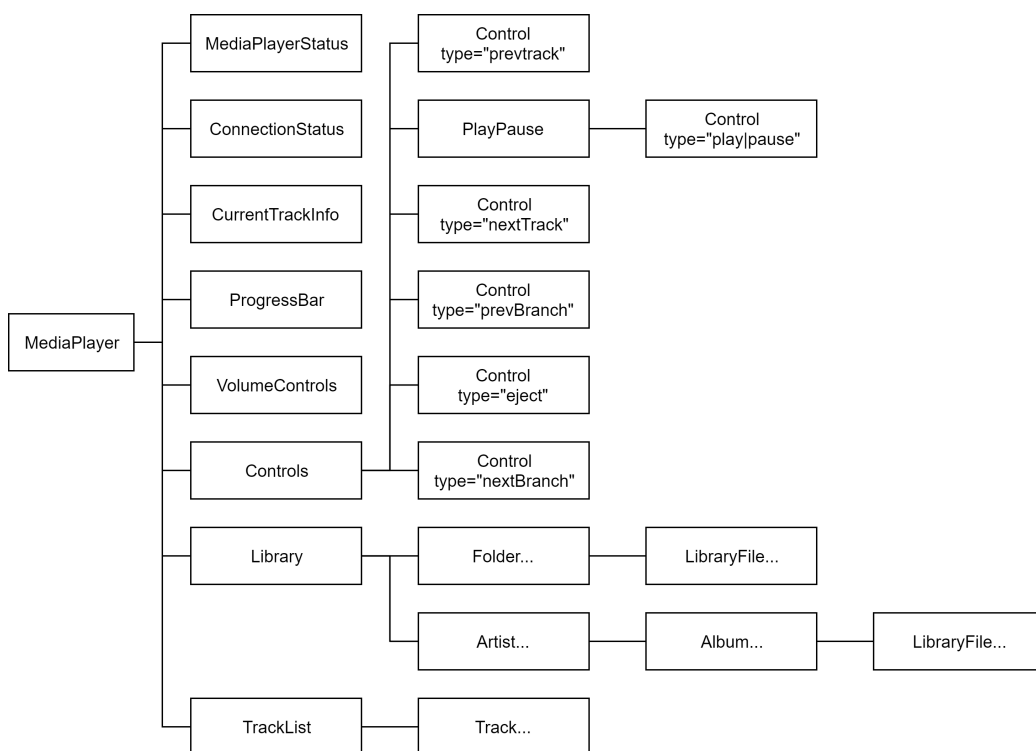 MediaPlayerStatus
Control
type="prevtrack"
ConnectionStatus
PlayPause
Control
type="play|pause"
CurrentTrackInfo
Control
type="nextTrack"
ProgressBar
Control
type="prevBranch"
MediaPlayer
VolumeControls
Control
type="eject"
Controls
Control
type="nextBranch"
Library
Folder...
LibraryFile...
Artist...
Album...
LibraryFile...
TrackList
Track...